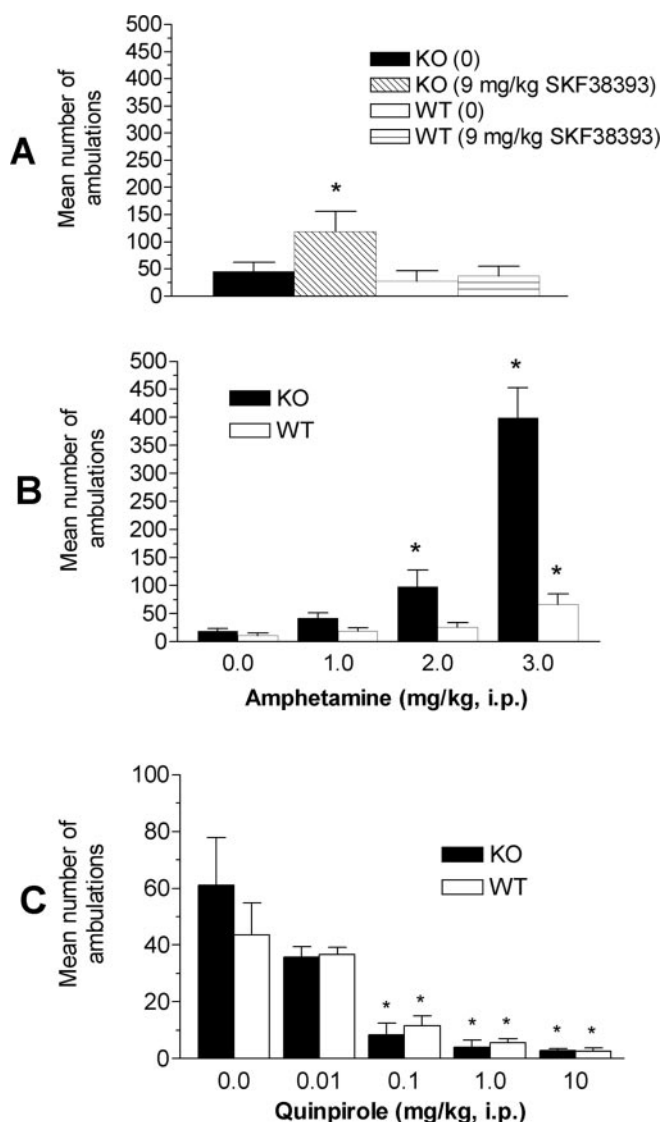 A
Mean number of
ambulations
500
450
400
350
300
250
200
150
100
50
0
KO (0)
KO (9 mg/kg SKF38393)
WT (0)
WT (9 mg/kg SKF38393)
*
B
Mean number of
ambulations
500
450
400
350
300
250
200
150
100
50
0
KO
WT
*
*
*
0.0 1.0 2.0 3.0
Amphetamine (mg/kg, i.p.)
C
Mean number of
ambulations
100
80
60
40
20
0
KO
WT
* * * * * *
0.0 0.01 0.1 1.0 10
Quinpirole (mg/kg, i.p.)